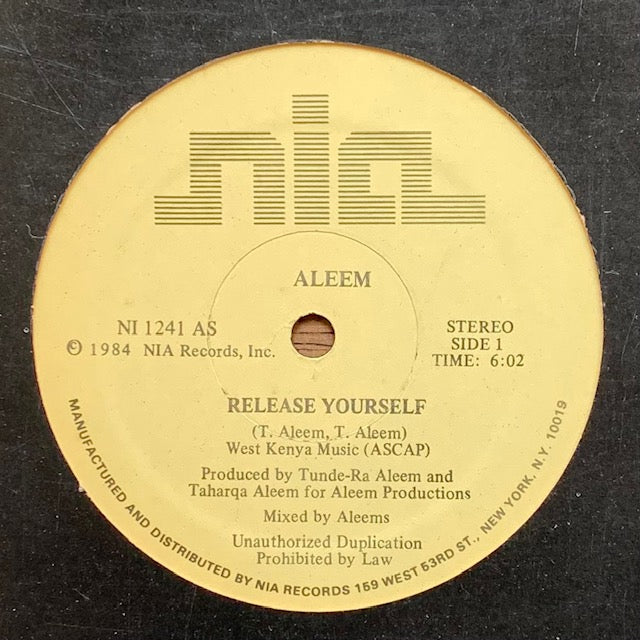 nia
ALEEM
NI 1241 AS
© 1984 NIA Records, Inc.
STEREO
SIDE 1
TIME: 6:02
RELEASE YOURSELF
(T. Aleem, T. Aleem)
West Kenya Music (ASCAP)
Produced by Tunde-Ra Aleem and
Taharqa Aleem for Aleem Productions
Mixed by Aleems
Unauthorized Duplication
Prohibited by Law
MANUFACTURED AND DISTRIBUTED BY NIA RECORDS 159 WEST 53RD ST., NEW YORK, N.Y. 10019